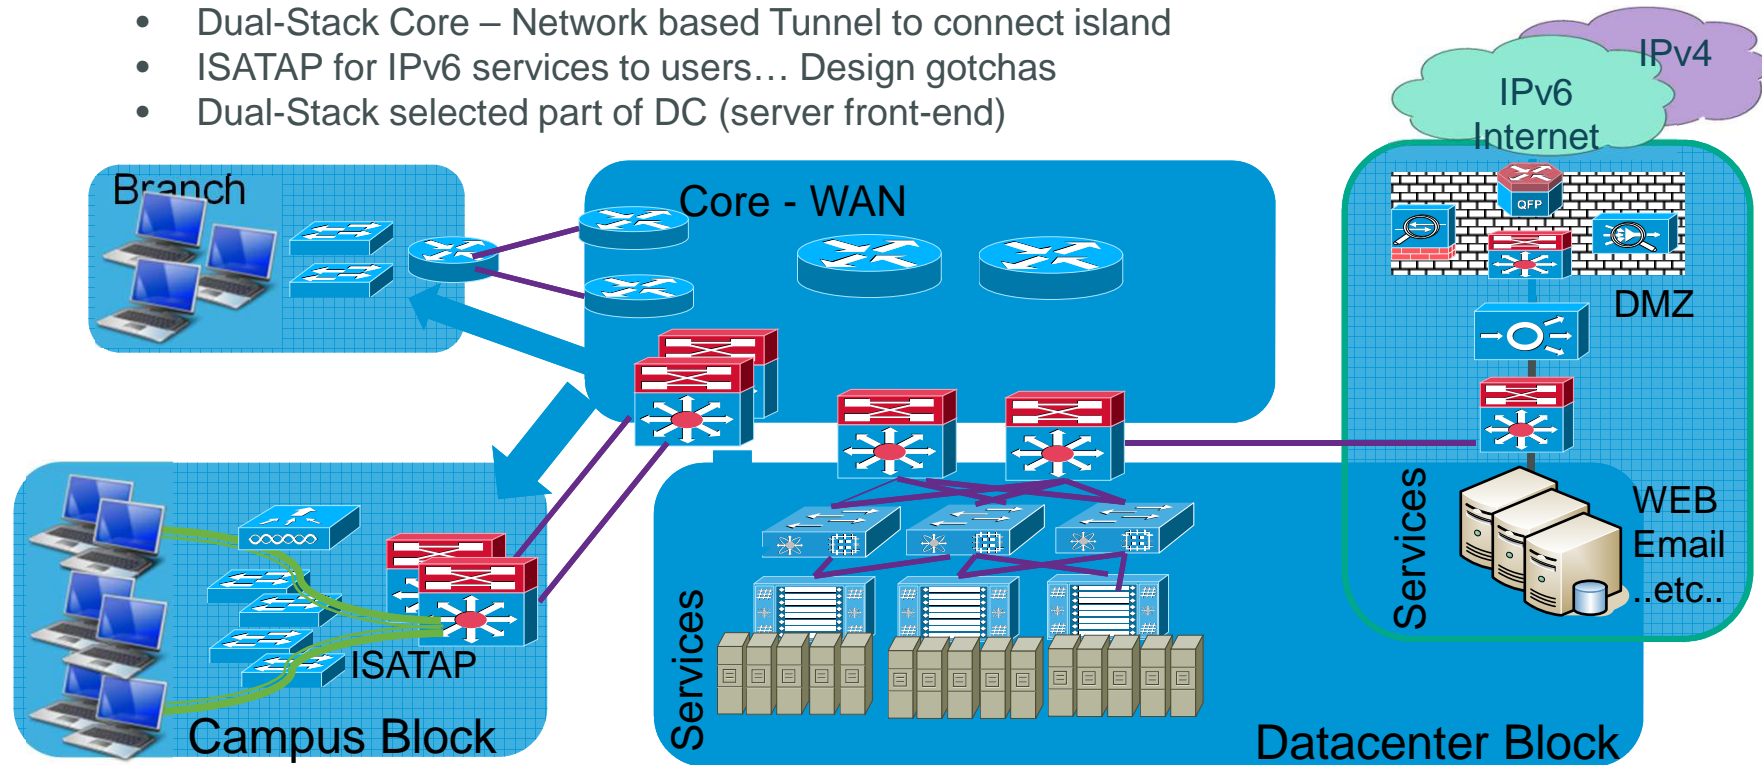 • Dual-Stack Core – Network based Tunnel to connect island
• ISATAP for IPv6 services to users… Design gotchas
• Dual-Stack selected part of DC (server front-end)
IPv4
IPv6
Internet
Branch
Core - WAN
QFP
DMZ
Services
WEB
Email
..etc..
ISATAP
Campus Block
Services
Datacenter Block